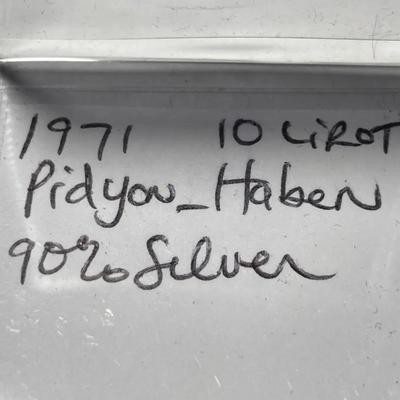 1971 10 LiROT
Pidyon_Haben
90% Silver